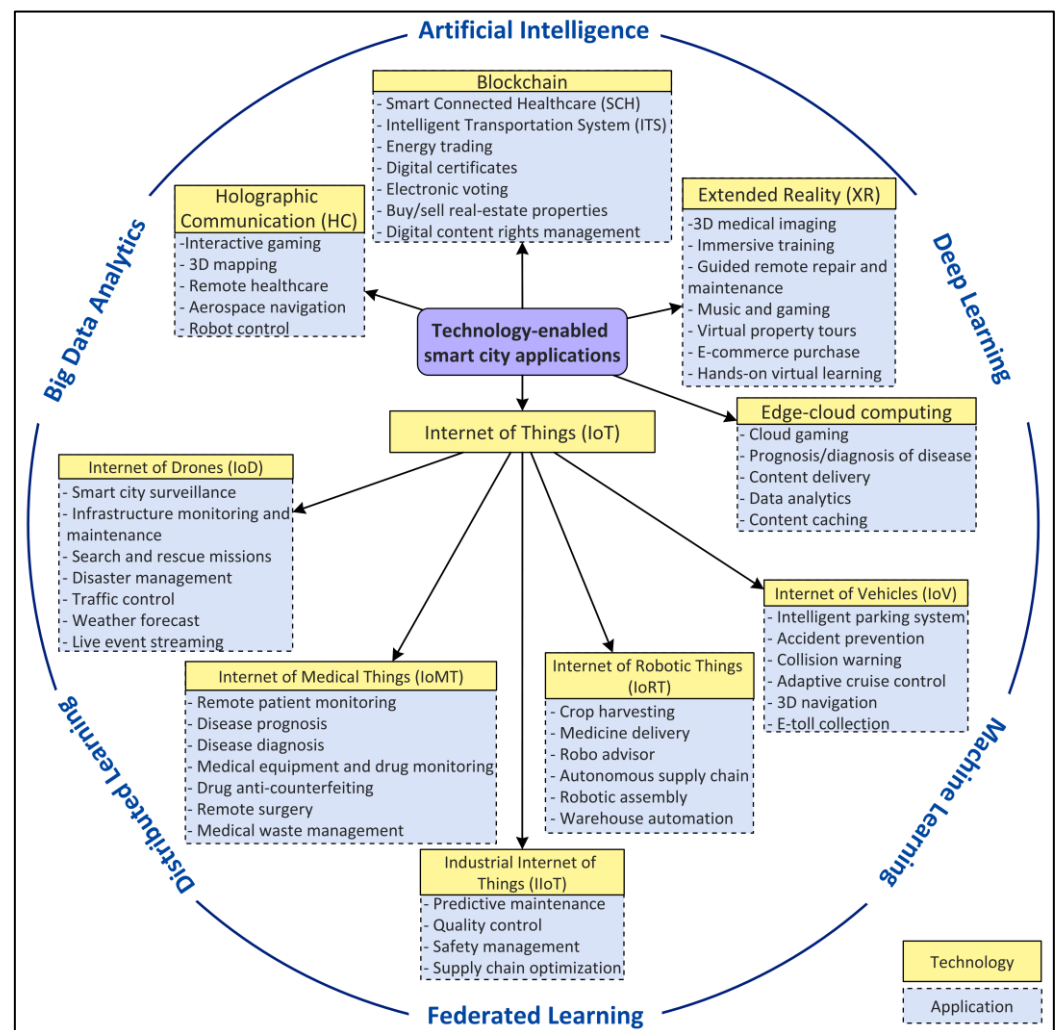 Artificial Intelligence
Blockchain
- Smart Connected Healthcare (SCH)
- Intelligent Transportation System (ITS)
- Energy trading
- Digital certificates
- Electronic voting
- Buy/sell real-estate properties
- Digital content rights management
Holographic
Communication (HC)
-Interactive gaming
- 3D mapping
- Remote healthcare
- Aerospace navigation
- Robot control
Extended Reality (XR)
-3D medical imaging
- Immersive training
- Guided remote repair and
maintenance
- Music and gaming
- Virtual property tours
- E-commerce purchase
- Hands-on virtual learning
Big Data Analytics
Deep Learning
Technology-enabled
smart city applications
Edge-cloud computing
- Cloud gaming
- Prognosis/diagnosis of disease
- Content delivery
- Data analytics
- Content caching
Internet of Things (IoT)
Internet of Drones (IoD)
- Smart city surveillance
- Infrastructure monitoring and
maintenance
- Search and rescue missions
- Disaster management
- Traffic control
- Weather forecast
- Live event streaming
Internet of Vehicles (IoV)
- Intelligent parking system
- Accident prevention
- Collision warning
- Adaptive cruise control
- 3D navigation
- E-toll collection
Internet of Medical Things (IoMT)
- Remote patient monitoring
- Disease prognosis
- Disease diagnosis
- Medical equipment and drug monitoring
- Drug anti-counterfeiting
- Remote surgery
- Medical waste management
Internet of Robotic Things
(IoRT)
- Crop harvesting
- Medicine delivery
- Robo advisor
- Autonomous supply chain
- Robotic assembly
- Warehouse automation
Distributed Learning
Machine Learning
Industrial Internet of
Things (IIoT)
- Predictive maintenance
- Quality control
- Safety management
- Supply chain optimization
Federated Learning
Technology
Application